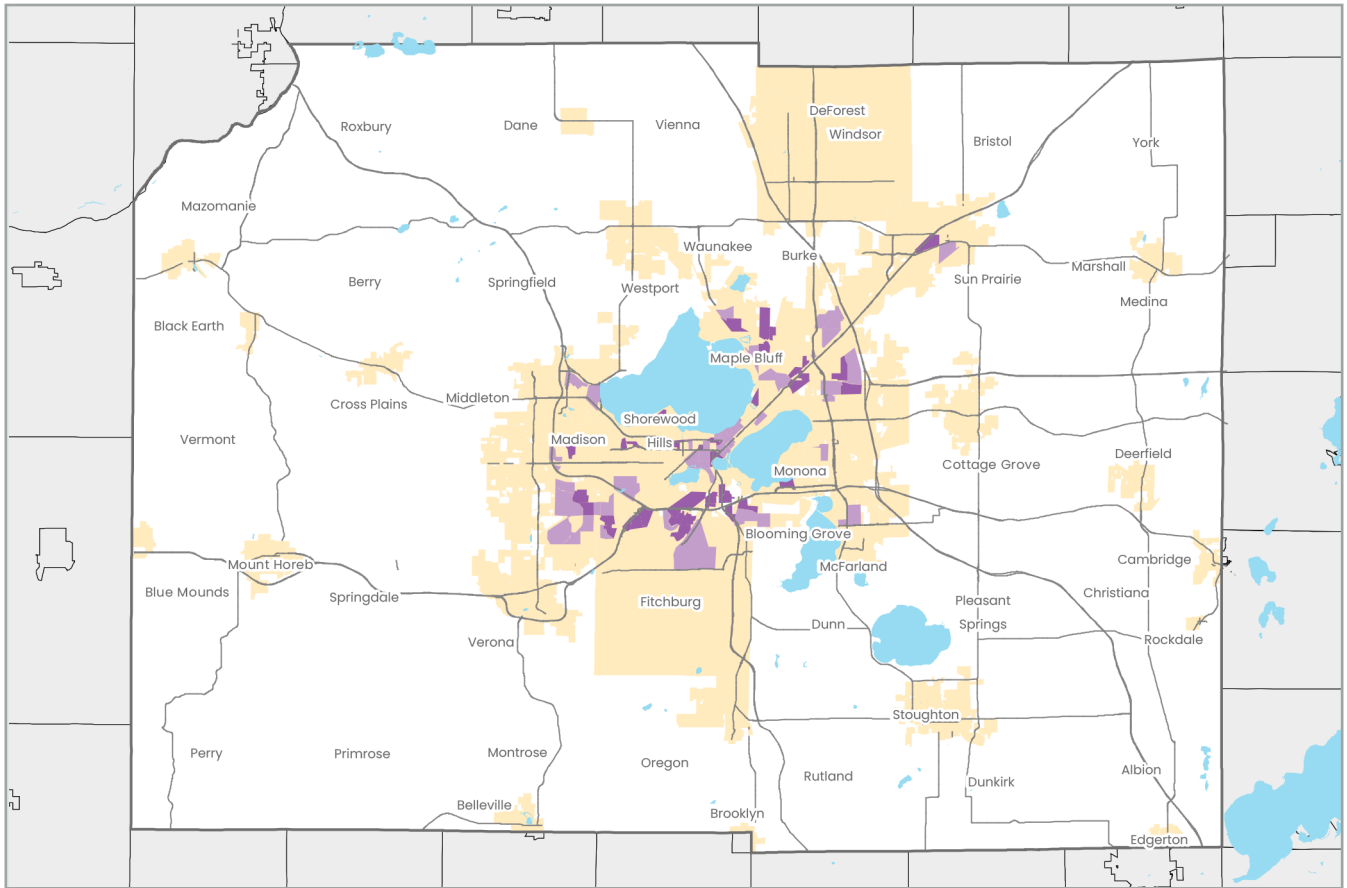 DeForest
Roxbury
Dane
Vienna
Windsor
Bristol
York
Mazomanie
Waunakee
Burke
Marshall
Berry
Springfield
Westport
Sun Prairie
Medina
Black Earth
Maple Bluff
Cross Plains
Middleton
Shorewood
Hills
Vermont
Madison
Monona
Cottage Grove
Deerfield
Blooming Grove
Mount Horeb
McFarland
Cambridge
Blue Mounds
Springdale
Fitchburg
Pleasant
Springs
Christiana
Verona
Dunn
Rockdale
Stoughton
Perry
Primrose
Montrose
Oregon
Rutland
Dunkirk
Albion
Belleville
Brooklyn
Edgerton